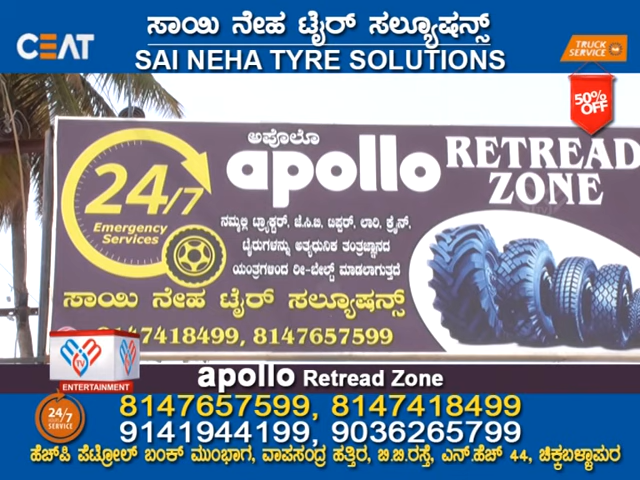 CEAT
ಸಾಯಿ ನೇಹ ಟೈರ್ ಸಲ್ಯೂಷನ್ಸ್
SAI NEHA TYRE SOLUTIONS
TRUCK
SERVICE
50%
OFF
24/7
Emergency
Services
ಅಪೊಲೊ
apollo
RETREAD
ZONE
ನಮ್ಮಲ್ಲಿ ಟ್ರ್ಯಾಕ್ಟರ್, ಜೆ.ಸಿ.ಬಿ, ಟಿಪ್ಪರ್, ಲಾರಿ, ಕ್ರೈನ್,
ಟೈರುಗಳನ್ನು ಅತ್ಯಧುನಿಕ ತಂತ್ರಜ್ಞಾನದ
ಯಂತ್ರಗಳಿಂದ ರೀ-ಬೇಲ್ಟ್ ಮಾಡಲಾಗುತ್ತದೆ
ಸಾಯಿ ನೇಹ ಟೈರ್ ಸಲ್ಯೂಷನ್ಸ್
8147418499, 8147657599
TV
ENTERTAINMENT
apollo Retread Zone
24/7
SERVICE
8147657599, 8147418499
9141944199, 9036265799
ಹೆಚ್‌ಪಿ ಪೆಟ್ರೋಲ್ ಬಂಕ್ ಮುಂಭಾಗ, ವಾಪಸಂದ್ರ ಹತ್ತಿರ, ಬಿ.ಬಿ.ರಸ್ತೆ, ಎನ್.ಹೆಚ್ 44, ಚಿಕ್ಕಬಳ್ಳಾಪುರ